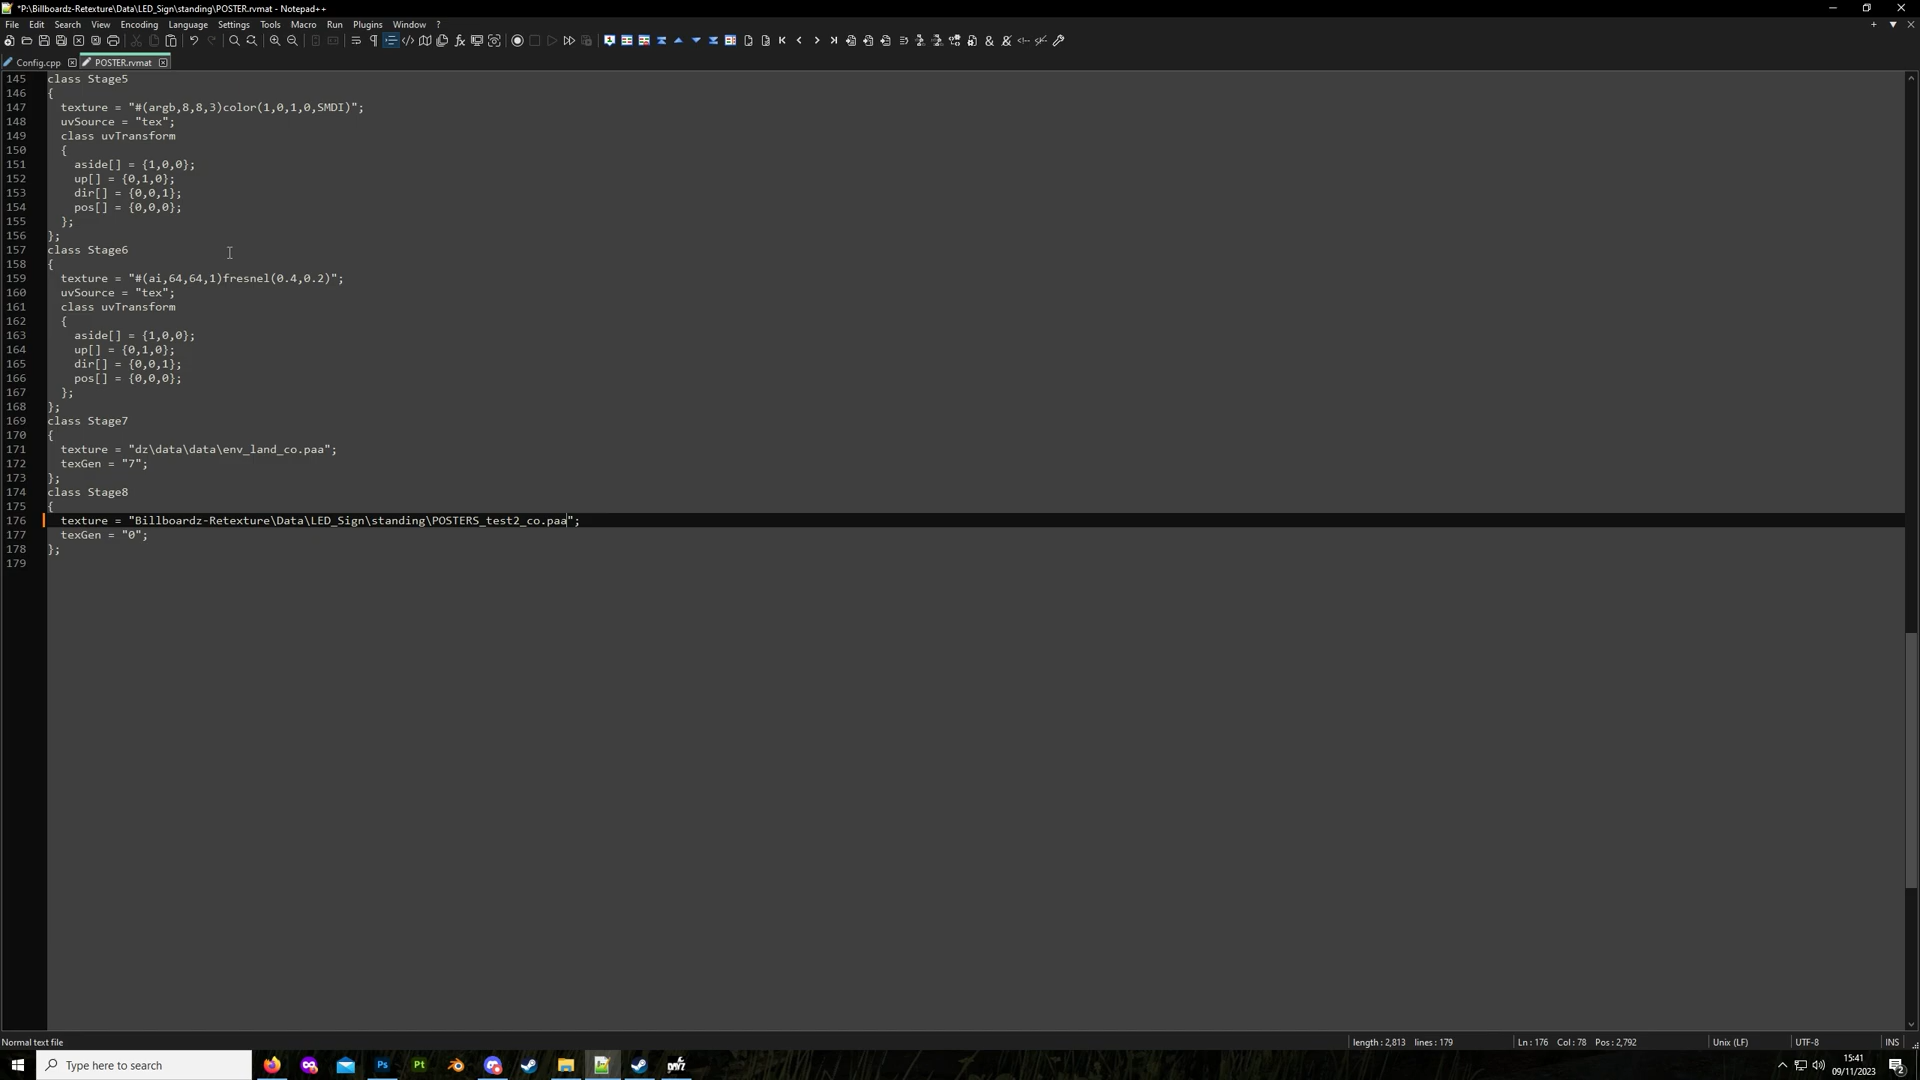 *P:\Billboardz-Retexture\Data\LED_Sign\standing\POSTER.rvmat - Notepad++
File Edit Search View Encoding Language Settings Tools Macro Run Plugins Window ?
Config.cpp POSTER.rvmat
145 class Stage5
146 {
147 texture = "#(argb,8,8,3)color(1,0,1,0,SMDI)";
148 uvSource = "tex";
149 class uvTransform
150 {
151 aside[] = {1,0,0};
152 up[] = {0,1,0};
153 dir[] = {0,0,1};
154 pos[] = {0,0,0};
155 };
156 };
157 class Stage6
158 {
159 texture = "#(ai,64,64,1)fresnel(0.4,0.2)";
160 uvSource = "tex";
161 class uvTransform
162 {
163 aside[] = {1,0,0};
164 up[] = {0,1,0};
165 dir[] = {0,0,1};
166 pos[] = {0,0,0};
167 };
168 };
169 class Stage7
170 {
171 texture = "dz\data\data\env_land_co.paa";
172 texGen = "7";
173 };
174 class Stage8
175 {
176 texture = "Billboardz-Retexture\Data\LED_Sign\standing\POSTERS_test2_co.paa";
177 texGen = "0";
178 };
179
Normal text file length : 2,813 lines : 179 Ln : 176 Col : 78 Pos : 2,792 Unix (LF) UTF-8 INS
Type here to search Ps Pt DAYZ 15:41
09/11/2023 2